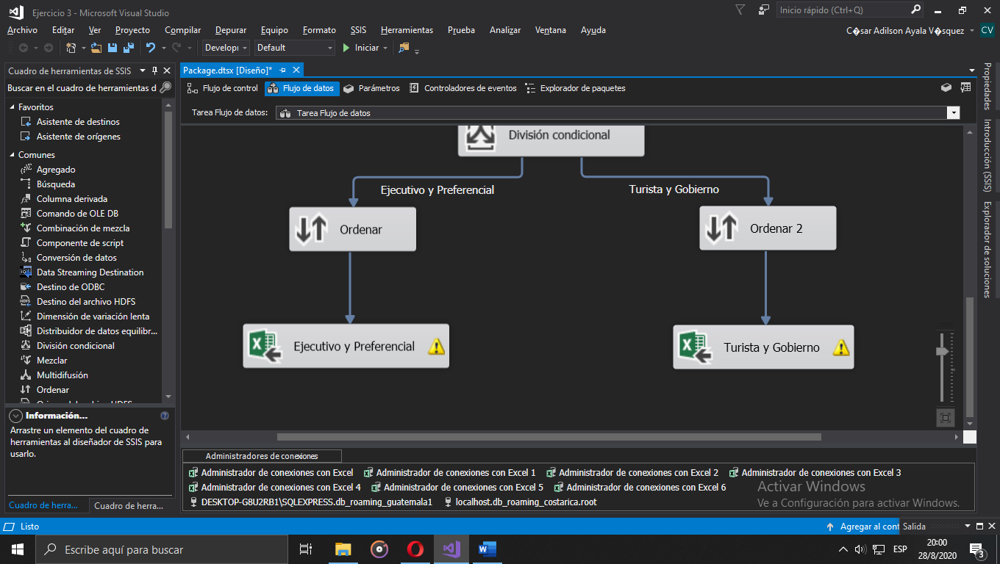 Ejercicio 3 - Microsoft Visual Studio
Inicio rápido (Ctrl+Q)
Archivo Editar Ver Proyecto Compilar Depurar Equipo Formato SSIS Herramientas Prueba Analizar Ventana Ayuda
C�sar Adilson Ayala V�squez CV
Developi Default Iniciar
Cuadro de herramientas de SSIS
Buscar en el cuadro de herramientas d
Favoritos
Asistente de destinos
Asistente de orígenes
Comunes
Agregado
Búsqueda
Columna derivada
Comando de OLE DB
Combinación de mezcla
Componente de script
Conversión de datos
Data Streaming Destination
Destino de ODBC
Destino del archivo HDFS
Dimensión de variación lenta
Distribuidor de datos equilibr...
División condicional
Mezclar
Multidifusión
Ordenar
Información...
Arrastre un elemento del cuadro de
herramientas al diseñador de SSIS para
usarlo.
Cuadro de herra... Cuadro de herra...
Package.dtsx [Diseño]*
Flujo de control Flujo de datos Parámetros Controladores de eventos Explorador de paquetes
Tarea Flujo de datos: Tarea Flujo de datos
División condicional
Ejecutivo y Preferencial
Turista y Gobierno
Ordenar
Ordenar 2
Ejecutivo y Preferencial
Turista y Gobierno
Administradores de conexiones
Administrador de conexiones con Excel Administrador de conexiones con Excel 1 Administrador de conexiones con Excel 2 Administrador de conexiones con Excel 3
Administrador de conexiones con Excel 4 Administrador de conexiones con Excel 5 Administrador de conexiones con Excel 6
DESKTOP-G8U2RB1\SQLEXPRESS.db_roaming_guatemala1 localhost.db_roaming_costarica.root
Activar Windows
Ve a Configuración para activar Windows.
Propiedades
Introducción (SSIS)
Explorador de soluciones
Listo
Agregar al cont
Salida
Escribe aquí para buscar
ESP
20:00
28/8/2020
3